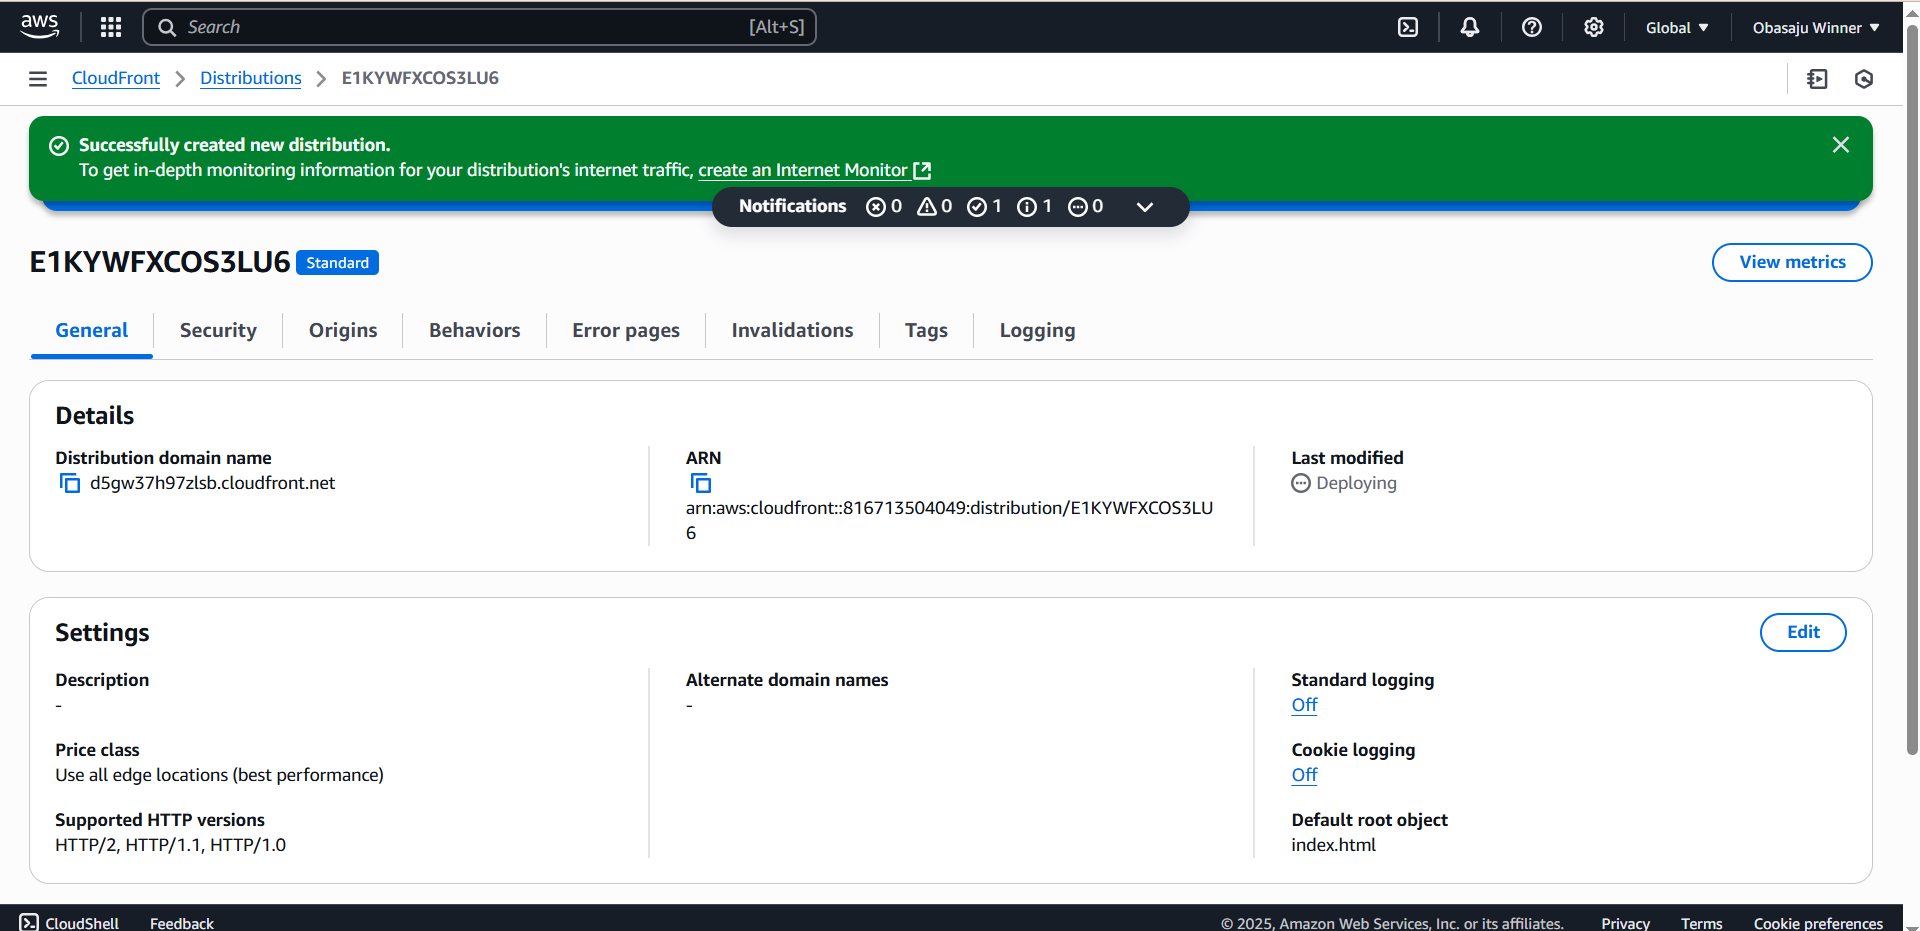 aws
Search [Alt+S] Global Obasaju Winner
CloudFront Distributions E1KYWFXCOS3LU6
Successfully created new distribution.
To get in-depth monitoring information for your distribution's internet traffic, create an Internet Monitor
Notifications 0 0 1 1 0
E1KYWFXCOS3LU6 Standard View metrics
General Security Origins Behaviors Error pages Invalidations Tags Logging
Details
Distribution domain name
d5gw37h97zlsb.cloudfront.net
ARN
arn:aws:cloudfront::816713504049:distribution/E1KYWFXCOS3LU
6
Last modified
Deploying
Settings Edit
Description
-
Price class
Use all edge locations (best performance)
Supported HTTP versions
HTTP/2, HTTP/1.1, HTTP/1.0
Alternate domain names
-
Standard logging
Off
Cookie logging
Off
Default root object
index.html
CloudShell Feedback © 2025, Amazon Web Services, Inc. or its affiliates. Privacy Terms Cookie preferences